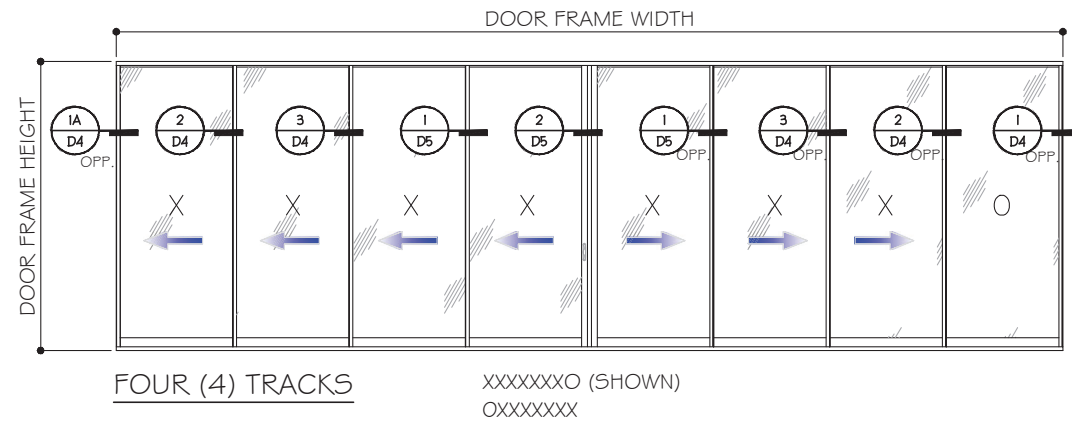 DOOR FRAME WIDTH
DOOR FRAME HEIGHT
1A
D4
OPP.
2
D4
3
D4
1
D5
2
D5
1
D5
OPP.
3
D4
OPP.
2
D4
OPP.
1
D4
OPP.
X X X X X X X O
FOUR (4) TRACKS
XXXXXXXO (SHOWN)
OXXXXXXX